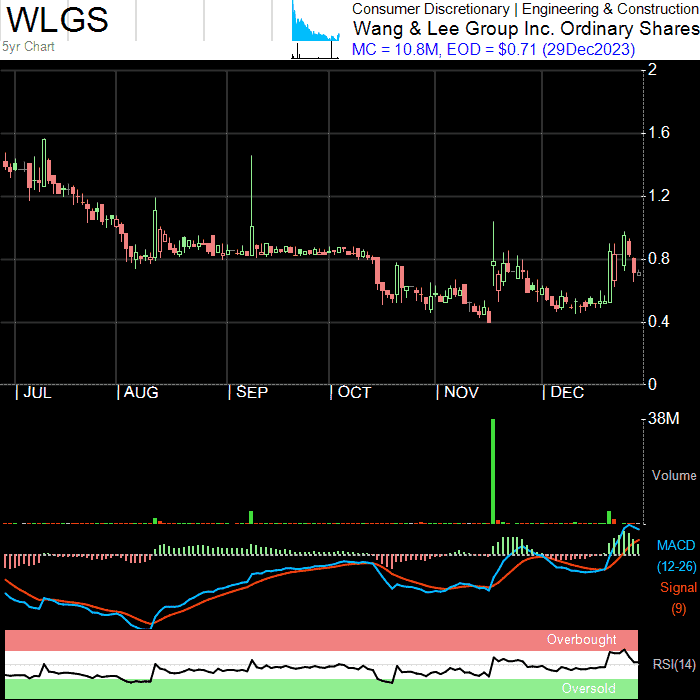 WLGS
5yr Chart
Consumer Discretionary | Engineering & Construction
Wang & Lee Group Inc. Ordinary Shares
MC = 10.8M, EOD = $0.71 (29Dec2023)
2
1.6
1.2
0.8
0.4
0
| JUL | AUG | SEP | OCT | NOV | DEC
38M
Volume
MACD
(12-26)
Signal
(9)
Overbought
RSI(14)
Oversold